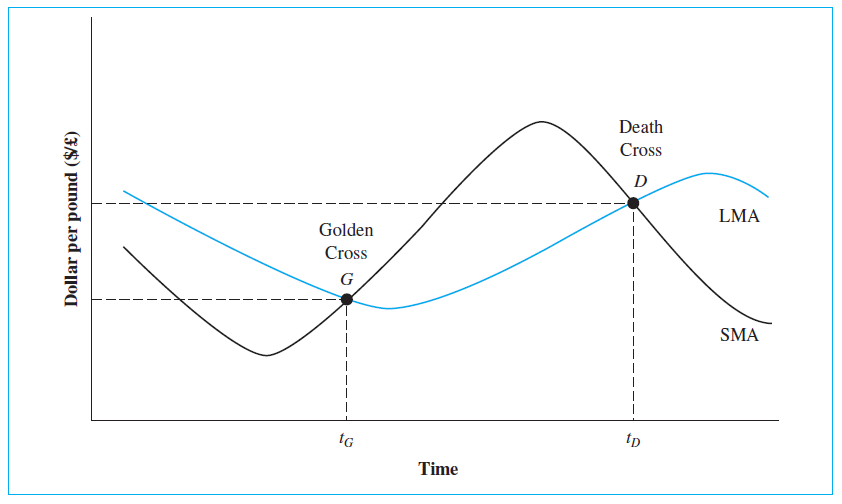 Dollar per pound ($/£)
Death
Cross
D
LMA
Golden
Cross
G
SMA
tG
tD
Time